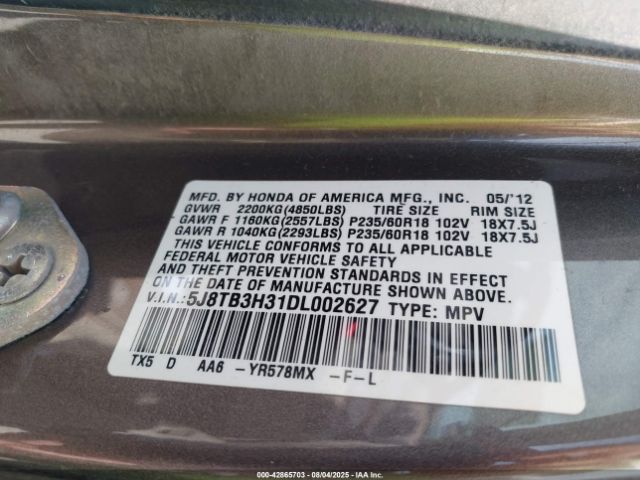 MFD. BY HONDA OF AMERICA MFG., INC. 05/'12
GVWR 2200KG(4850LBS) TIRE SIZE RIM SIZE
GAWR F 1160KG(2557LBS) P235/60R18 102V 18X7.5J
GAWR R 1040KG(2293LBS) P235/60R18 102V 18X7.5J
THIS VEHICLE CONFORMS TO ALL APPLICABLE
FEDERAL MOTOR VEHICLE SAFETY
AND THEFT PREVENTION STANDARDS IN EFFECT
ON THE DATE OF MANUFACTURE SHOWN ABOVE.
V.I.N.: 5J8TB3H31DL002627 TYPE: MPV
TX5 D AA6 -YR578MX -F-L
000-42865703 - 08/04/2025 - IAAI.COM